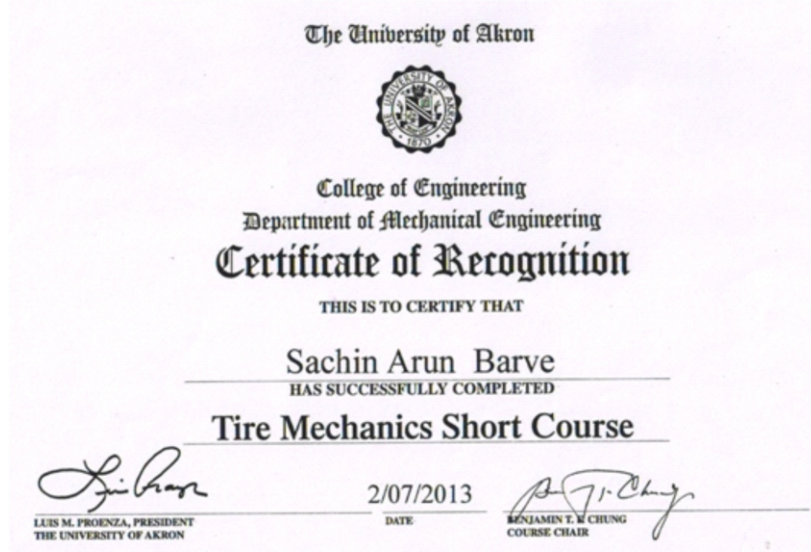 The University of Akron
THE UNIVERSITY OF AKRON
1870
College of Engineering
Department of Mechanical Engineering
Certificate of Recognition
THIS IS TO CERTIFY THAT
Sachin Arun Barve
HAS SUCCESSFULLY COMPLETED
Tire Mechanics Short Course
2/07/2013
LUIS M. PROENZA, PRESIDENT
THE UNIVERSITY OF AKRON
DATE
BENJAMIN T. CHUNG
COURSE CHAIR